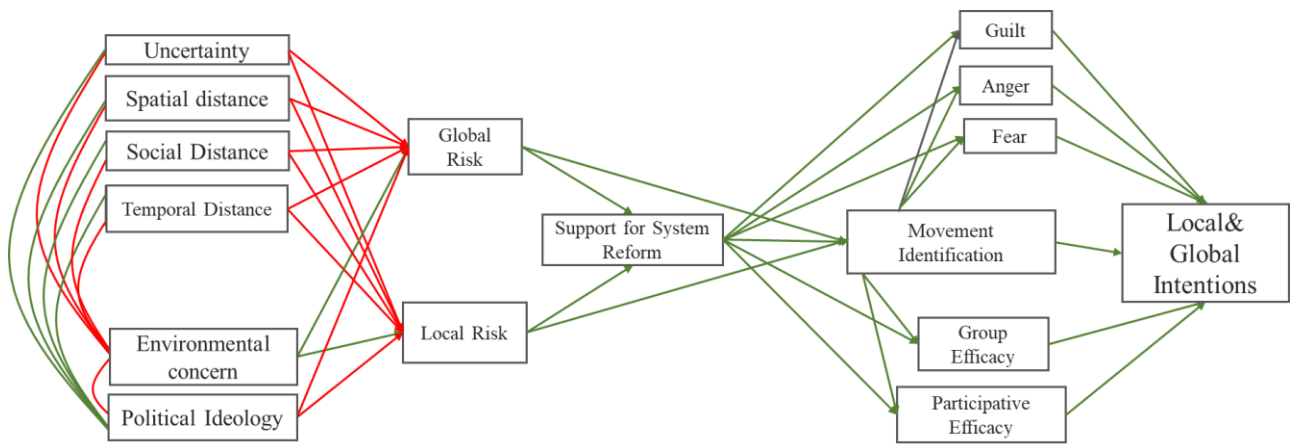 Uncertainty
Spatial distance
Social Distance
Temporal Distance
Environmental
concern
Political Ideology
Global
Risk
Local Risk
Support for System
Reform
Guilt
Anger
Fear
Movement
Identification
Group
Efficacy
Participative
Efficacy
Local&
Global
Intentions